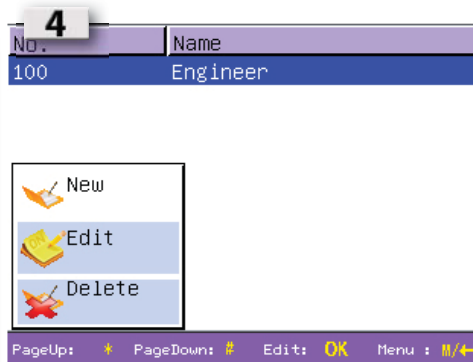 4
No. Name
100 Engineer
New
Edit
Delete
PageUp: * PageDown: # Edit: OK Menu : M/←